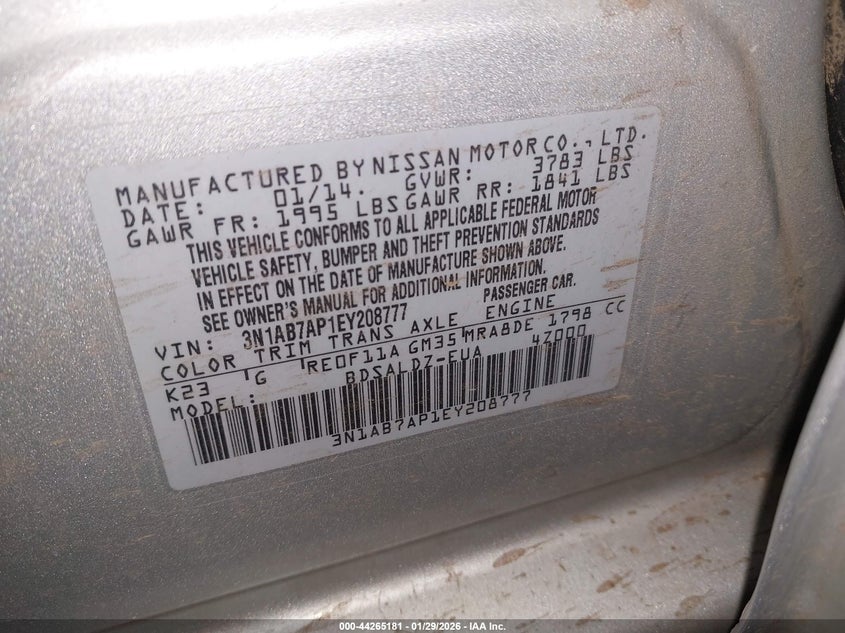 MANUFACTURED BY NISSAN MOTOR CO., LTD.
DATE: 01/14. GVWR: 3783 LBS
GAWR FR: 1995 LBS GAWR RR: 1841 LBS
THIS VEHICLE CONFORMS TO ALL APPLICABLE FEDERAL MOTOR
VEHICLE SAFETY, BUMPER AND THEFT PREVENTION STANDARDS
IN EFFECT ON THE DATE OF MANUFACTURE SHOWN ABOVE.
SEE OWNER'S MANUAL FOR ADDITIONAL INFORMATION.
VIN: 3N1AB7AP1EY208777 PASSENGER CAR.
COLOR TRIM TRANS AXLE ENGINE
K23 G RE0F11A GM35 MRA8DE 1798 CC
MODEL: BDSALDZ-EUA 4Z000
3N1AB7AP1EY208777
000-44265181 - 01/29/2026 - IAA Inc.